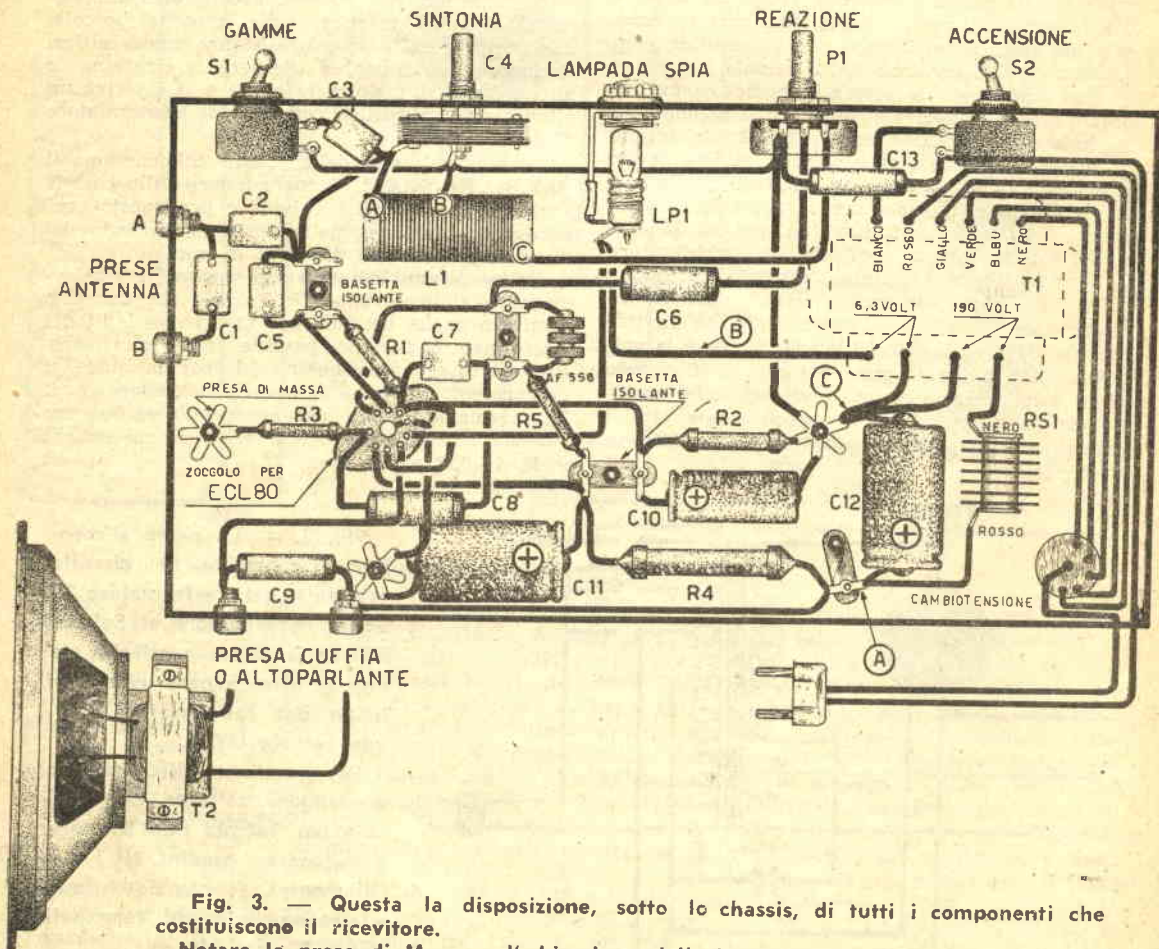 GAMME
S1
SINTONIA
C4
C3
LAMPADA SPIA
REAZIONE
P1
ACCENSIONE
S2
C13
A
C2
A
B
LP1
PRESE
ANTENNA
C1
C5
BASETTA
ISOLANTE
L1
C
BIANCO
ROSSO
GIALLO
VERDE
BLBU
NERO
T1
B
C6
6,3 VOLT
190 VOLT
R1
C7
B
AF 558
BASETTA
ISOLANTE
C
PRESA DI MASSA
R3
R5
R2
NERO
RS1
ZOCGOLO PER
ECL80
C8
C10
+
C12
+
ROSSO
C9
+
C11
R4
CAMBIOTENSIONE
A
PRESA CUFFIA
O ALTOPARLANTE
T2
Fig. 3. — Questa la disposizione, sotto lo chassis, di tutti i componenti che
costituiscono il ricevitore.